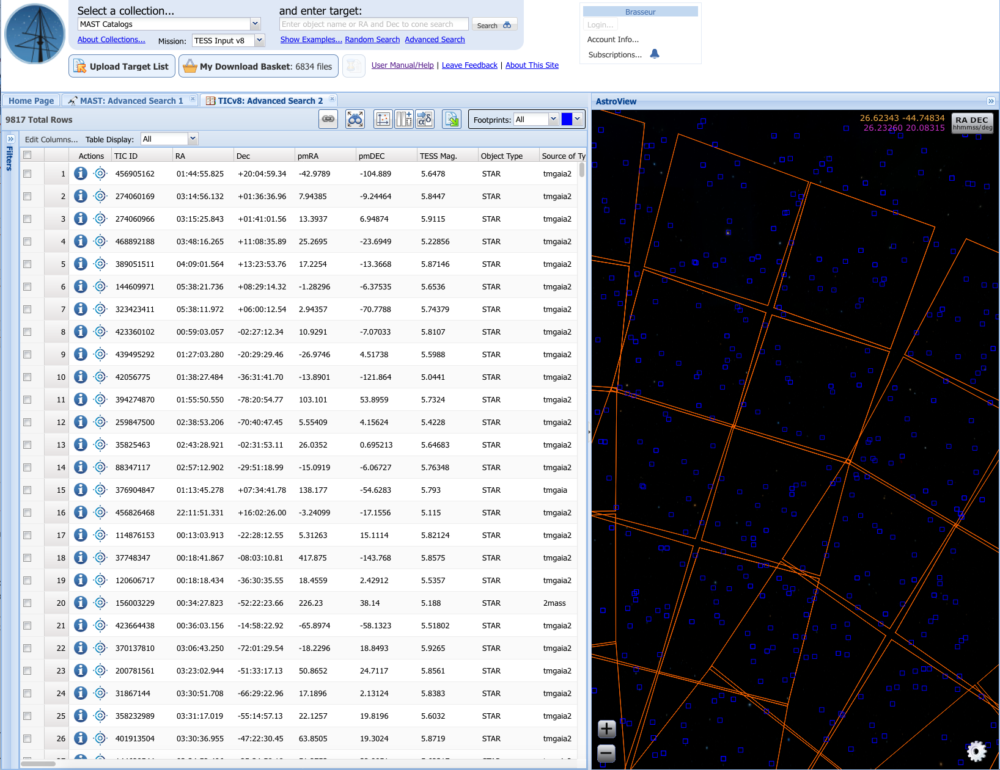 Select a collection...
and enter target:
Brasseur
MAST Catalogs
Enter object name or RA and Dec to cone search
Search
Login...
About Collections...
Mission:
TESS Input v8
Show Examples...
Random Search
Advanced Search
Account Info...
Subscriptions...
Upload Target List
My Download Basket: 6834 files
User Manual/Help | Leave Feedback | About This Site
Home Page
MAST: Advanced Search 1
TICv8: Advanced Search 2
AstroView
9817 Total Rows
Footprints: All
26.62343 -44.74834
26.23260 20.08315
RA DEC
hhmmss/deg
Filters
Edit Columns...
Table Display: All
Actions TIC ID RA Dec pmRA pmDEC TESS Mag. Object Type Source of Ty
1 456905162 01:44:55.825 +20:04:59.34 -42.9789 -104.889 5.6478 STAR tmgaia2
2 274060169 03:14:56.132 +01:36:36.96 7.94385 -9.24464 5.8447 STAR tmgaia2
3 274060966 03:15:25.843 +01:41:01.56 13.3937 6.94874 5.9115 STAR tmgaia2
4 468892188 03:48:16.265 +11:08:35.89 25.2695 -23.6949 5.22856 STAR tmgaia2
5 389051511 04:09:01.564 +13:23:53.76 17.2254 -13.3668 5.87146 STAR tmgaia2
6 144609971 05:38:21.736 +08:29:14.32 -1.28296 -6.37535 5.6536 STAR tmgaia2
7 323423411 05:38:11.972 +06:00:12.54 2.94357 -70.7788 5.74379 STAR tmgaia2
8 423360102 00:59:03.057 -02:27:12.34 10.9291 -7.07033 5.8107 STAR tmgaia2
9 439495292 01:27:03.280 -20:29:29.46 -26.9746 4.51738 5.5988 STAR tmgaia2
10 42056775 01:38:27.484 -36:31:41.70 -13.8901 -121.864 5.0441 STAR tmgaia2
11 394274870 01:55:50.550 -78:20:54.77 103.101 53.8959 5.7324 STAR tmgaia2
12 259847500 02:38:53.206 -70:40:47.45 5.55409 4.15624 5.4228 STAR tmgaia2
13 35825463 02:43:28.921 -02:31:53.11 26.0352 0.695213 5.64683 STAR tmgaia2
14 88347117 02:57:12.902 -29:51:18.99 -15.0919 -6.06727 5.76348 STAR tmgaia2
15 376904847 01:13:45.278 +07:34:41.78 138.177 -54.6283 5.793 STAR tmgaia
16 456826468 22:11:51.331 +16:02:26.00 -3.24099 -17.1556 5.115 STAR tmgaia2
17 114876153 00:13:03.913 -22:28:12.55 5.31263 15.1114 5.82124 STAR tmgaia2
18 37748347 00:18:41.867 -08:03:10.81 417.875 -143.768 5.8575 STAR tmgaia2
19 120606717 00:18:18.434 -36:30:35.55 18.4559 2.42912 5.5357 STAR tmgaia2
20 156003229 00:34:27.823 -52:22:23.66 226.23 38.14 5.188 STAR 2mass
21 423664438 00:36:03.156 -14:58:22.92 -65.8974 -58.1323 5.51802 STAR tmgaia2
22 370137810 03:06:43.250 -72:01:29.54 -18.2296 18.8493 5.9265 STAR tmgaia2
23 200781561 03:23:02.944 -51:33:17.13 50.8652 24.7117 5.8561 STAR tmgaia2
24 31867144 03:30:51.708 -66:29:22.96 17.1896 2.13124 5.8383 STAR tmgaia2
25 358232989 03:31:17.019 -55:14:57.13 22.1257 19.8196 5.6032 STAR tmgaia2
26 401913504 03:30:36.955 -47:22:30.45 63.8505 19.3024 5.8719 STAR tmgaia2